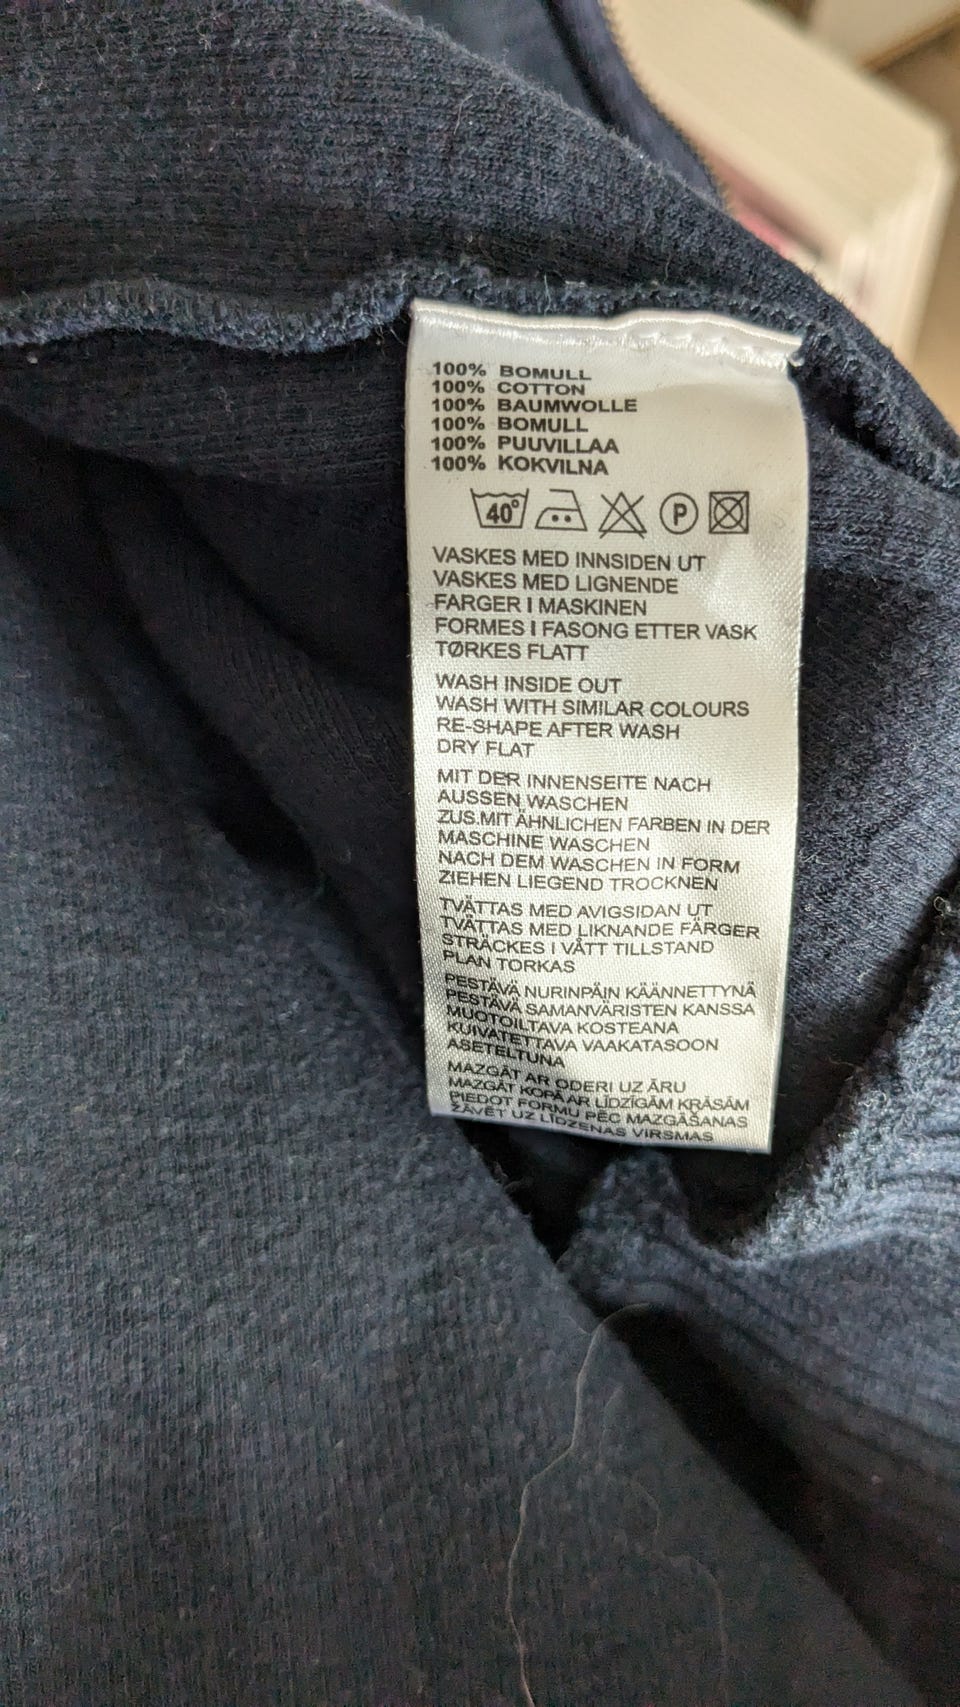 100% BOMULL
100% COTTON
100% BAUMWOLLE
100% BOMULL
100% PUUVILLAA
100% KOKVILNA
40° P
VASKES MED INNSIDEN UT
VASKES MED LIGNENDE
FARGER I MASKINEN
FORMES I FASONG ETTER VASK
TØRKES FLATT
WASH INSIDE OUT
WASH WITH SIMILAR COLOURS
RE-SHAPE AFTER WASH
DRY FLAT
MIT DER INNENSEITE NACH
AUSSEN WASCHEN
ZUS.MIT ÄHNLICHEN FARBEN IN DER
MASCHINE WASCHEN
NACH DEM WASCHEN IN FORM
ZIEHEN LIEGEND TROCKNEN
TVÄTTAS MED AVIGSIDAN UT
TVÄTTAS MED LIKNANDE FÄRGER
STRÄCKES I VÅTT TILLSTAND
PLAN TORKAS
PESTÄVÄ NURINPÄIN KÄÄNNETTYNÄ
PESTÄVÄ SAMANVÄRISTEN KANSSA
MUOTOILTAVA KOSTEANA
KUIVATETTAVA VAAKATASOON
ASETELTUNA
MAZGĀT AR ODERI UZ ĀRU
MAZGĀT KOPĀ AR LĪDZĪGĀM KRĀSĀM
PIEDOT FORMU PĒC MAZGĀŠANAS
ŽĀVĒT UZ LĪDZENAS VIRSMAS